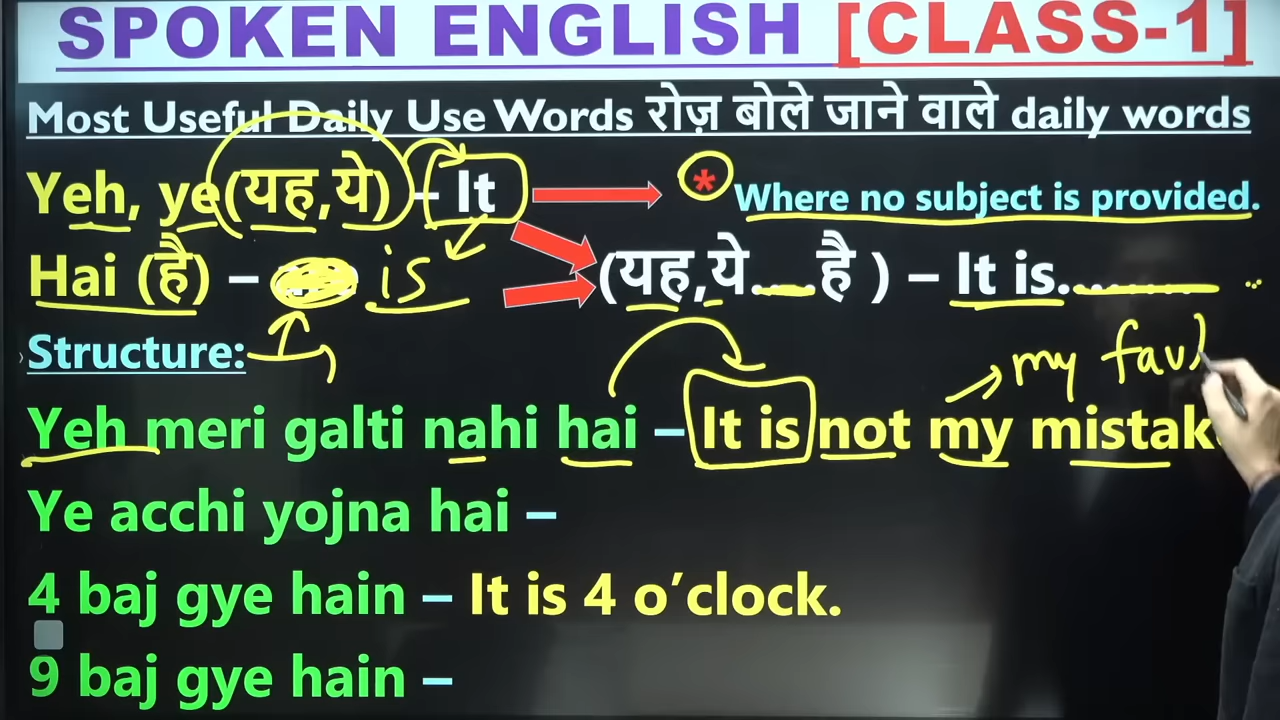 SPOKEN ENGLISH [CLASS-1]
Most Useful Daily Use Words रोज़ बोले जाने वाले daily words
Yeh, ye(यह,ये) – It * Where no subject is provided.
Hai (है) – is (यह,ये.....है ) – It is..........
Structure:
my fav
Yeh meri galti nahi hai – It is not my mistak
Ye acchi yojna hai –
4 baj gye hain – It is 4 o’clock.
9 baj gye hain –